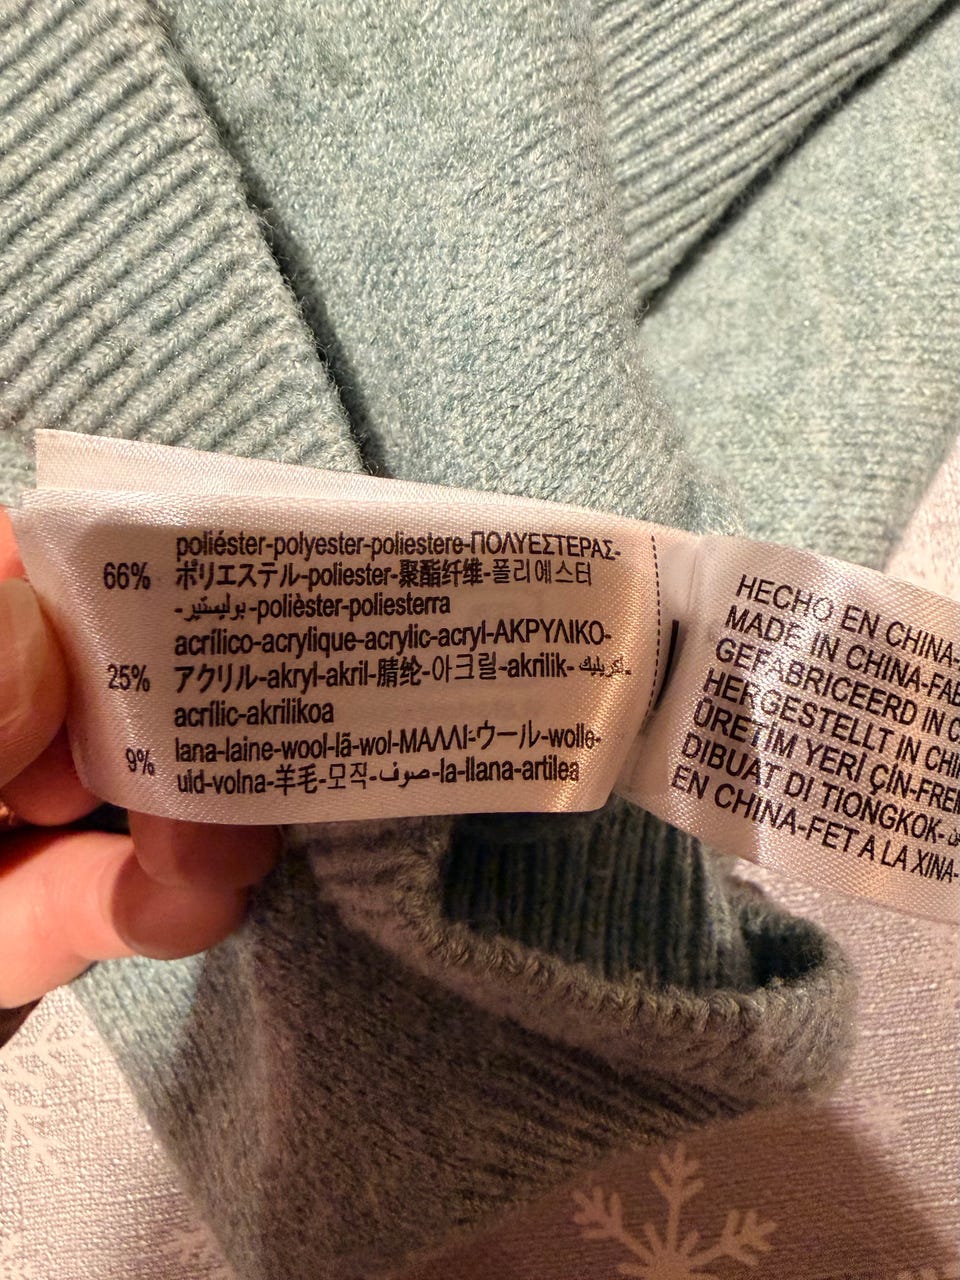 poliéster-polyester-poliestere-ΠΟΛΥΕΣΤΕΡΑΣ-
66% ポリエステル-poliester-聚酯纤维-폴리에스터
-بوليستير-polièster-poliesterra
acrílico-acrylique-acrylic-acryl-ΑΚΡΥΛΙΚΟ-
25% アクリル-akryl-akril-腈纶-아크릴-akrilik-اكريليك-
acrílic-akrilikoa
9% lana-laine-wool-lã-wol-ΜΑΛΛΙ-ウール-wolle-
uld-volna-羊毛-모직-صوف-la-llana-artilea
HECHO EN CHINA-
MADE IN CHINA-
GEFABRICEERD IN
HERGESTELLT IN
ÜRETİM YERİ ÇİN-
DIBUAT DI TIONGKOK-
EN CHINA-FET A LA XINA-